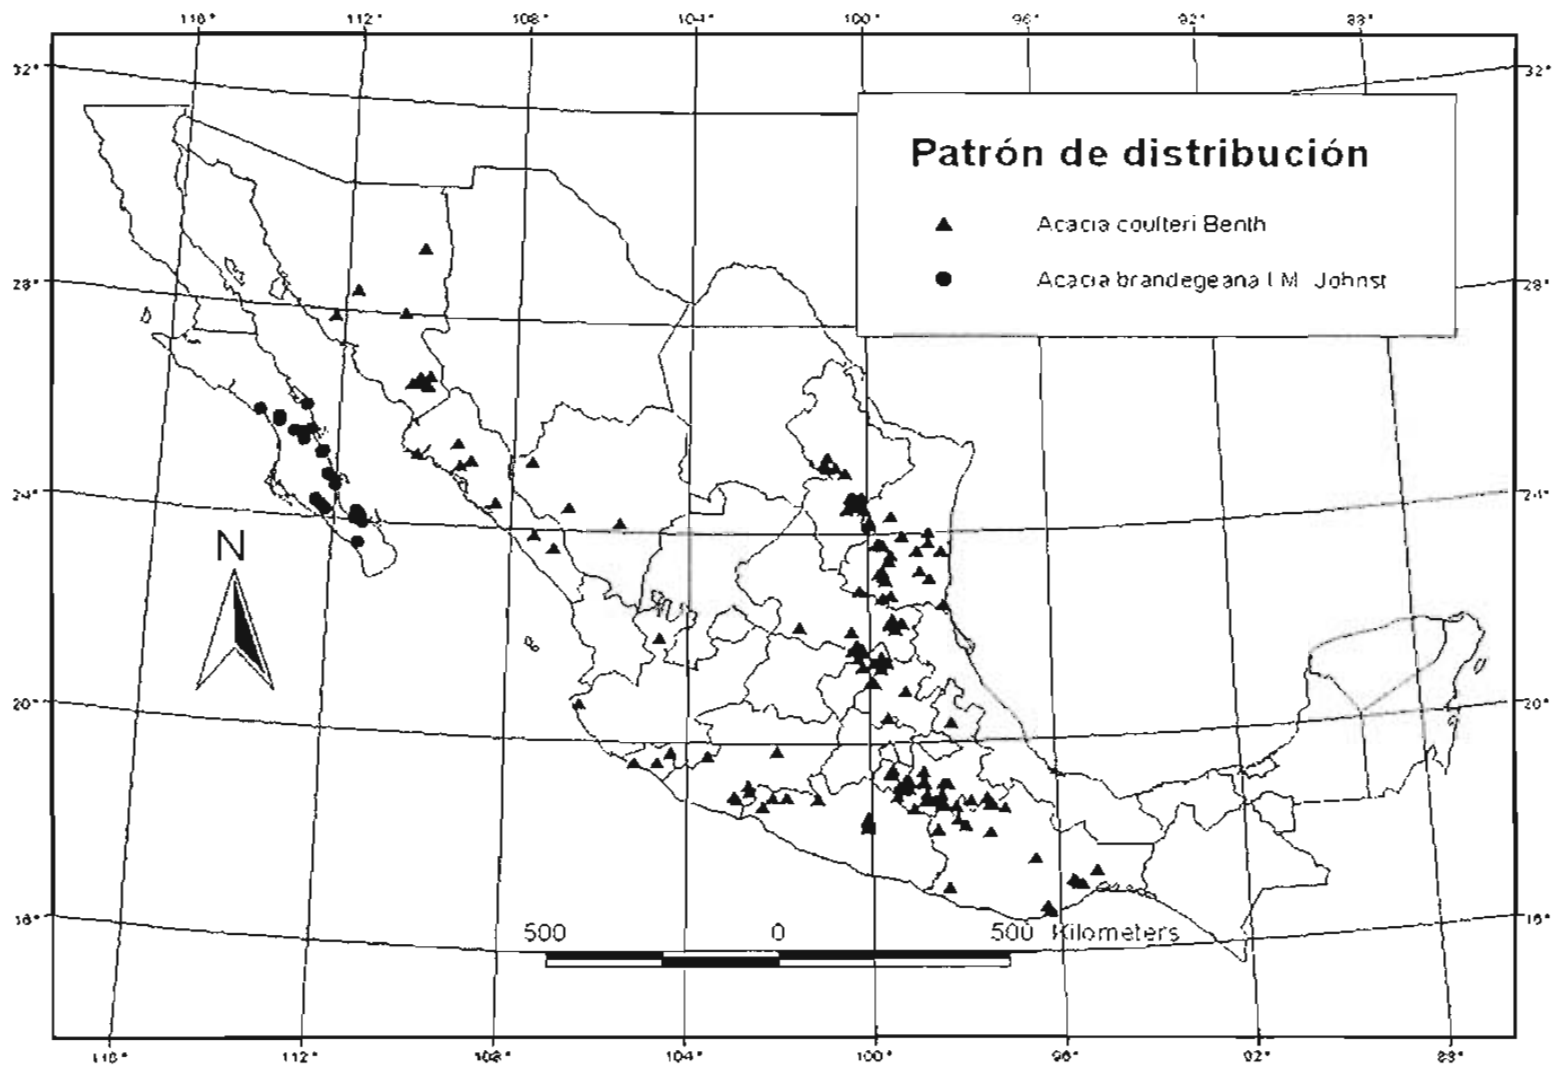 116° 112° 108° 104° 100° 96° 92° 88°
32° 32°
Patrón de distribución
Acacia coulteri Benth
Acacia brandegeana I.M. Johnst
28° 28°
24° 24°
N
20° 20°
16° 16°
500 0 500 Kilometers
116° 112° 108° 104° 100° 96° 92° 88°